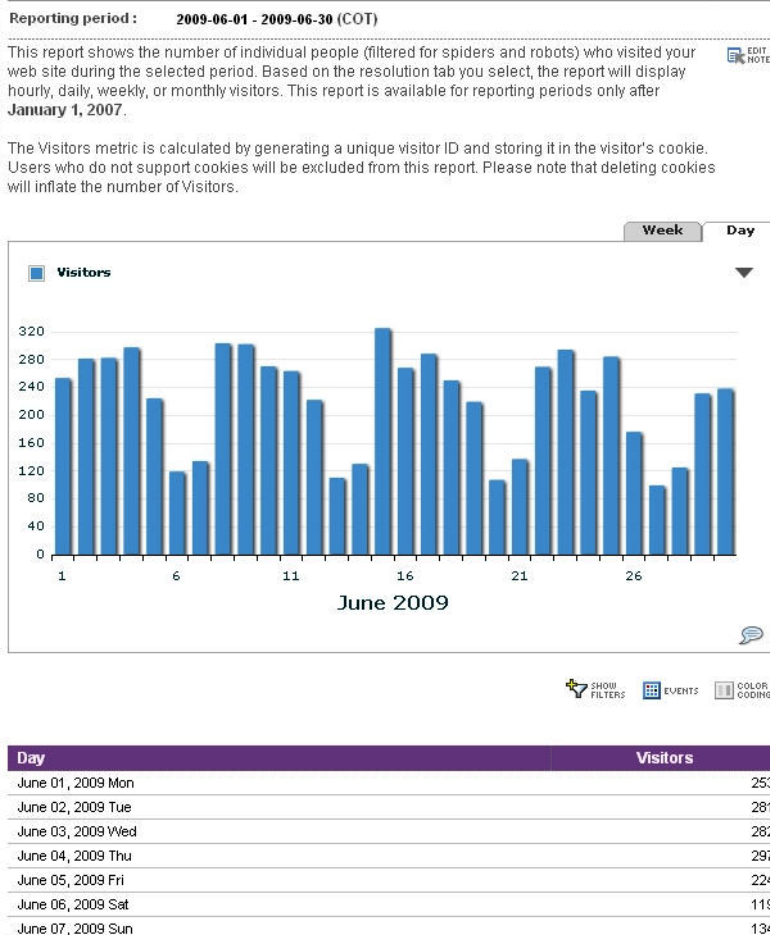 Reporting period : 2009-06-01 - 2009-06-30 (COT)
This report shows the number of individual people (filtered for spiders and robots) who visited your
web site during the selected period. Based on the resolution tab you select, the report will display
hourly, daily, weekly, or monthly visitors. This report is available for reporting periods only after
January 1, 2007.
EDIT
NOTE
The Visitors metric is calculated by generating a unique visitor ID and storing it in the visitor's cookie.
Users who do not support cookies will be excluded from this report. Please note that deleting cookies
will inflate the number of Visitors.
Week Day
Visitors
320
280
240
200
160
120
80
40
0
1 6 11 16 21 26
June 2009
SHOW
FILTERS
EVENTS
COLOR
CODING
Day Visitors
June 01, 2009 Mon 253
June 02, 2009 Tue 281
June 03, 2009 Wed 282
June 04, 2009 Thu 297
June 05, 2009 Fri 224
June 06, 2009 Sat 119
June 07, 2009 Sun 134